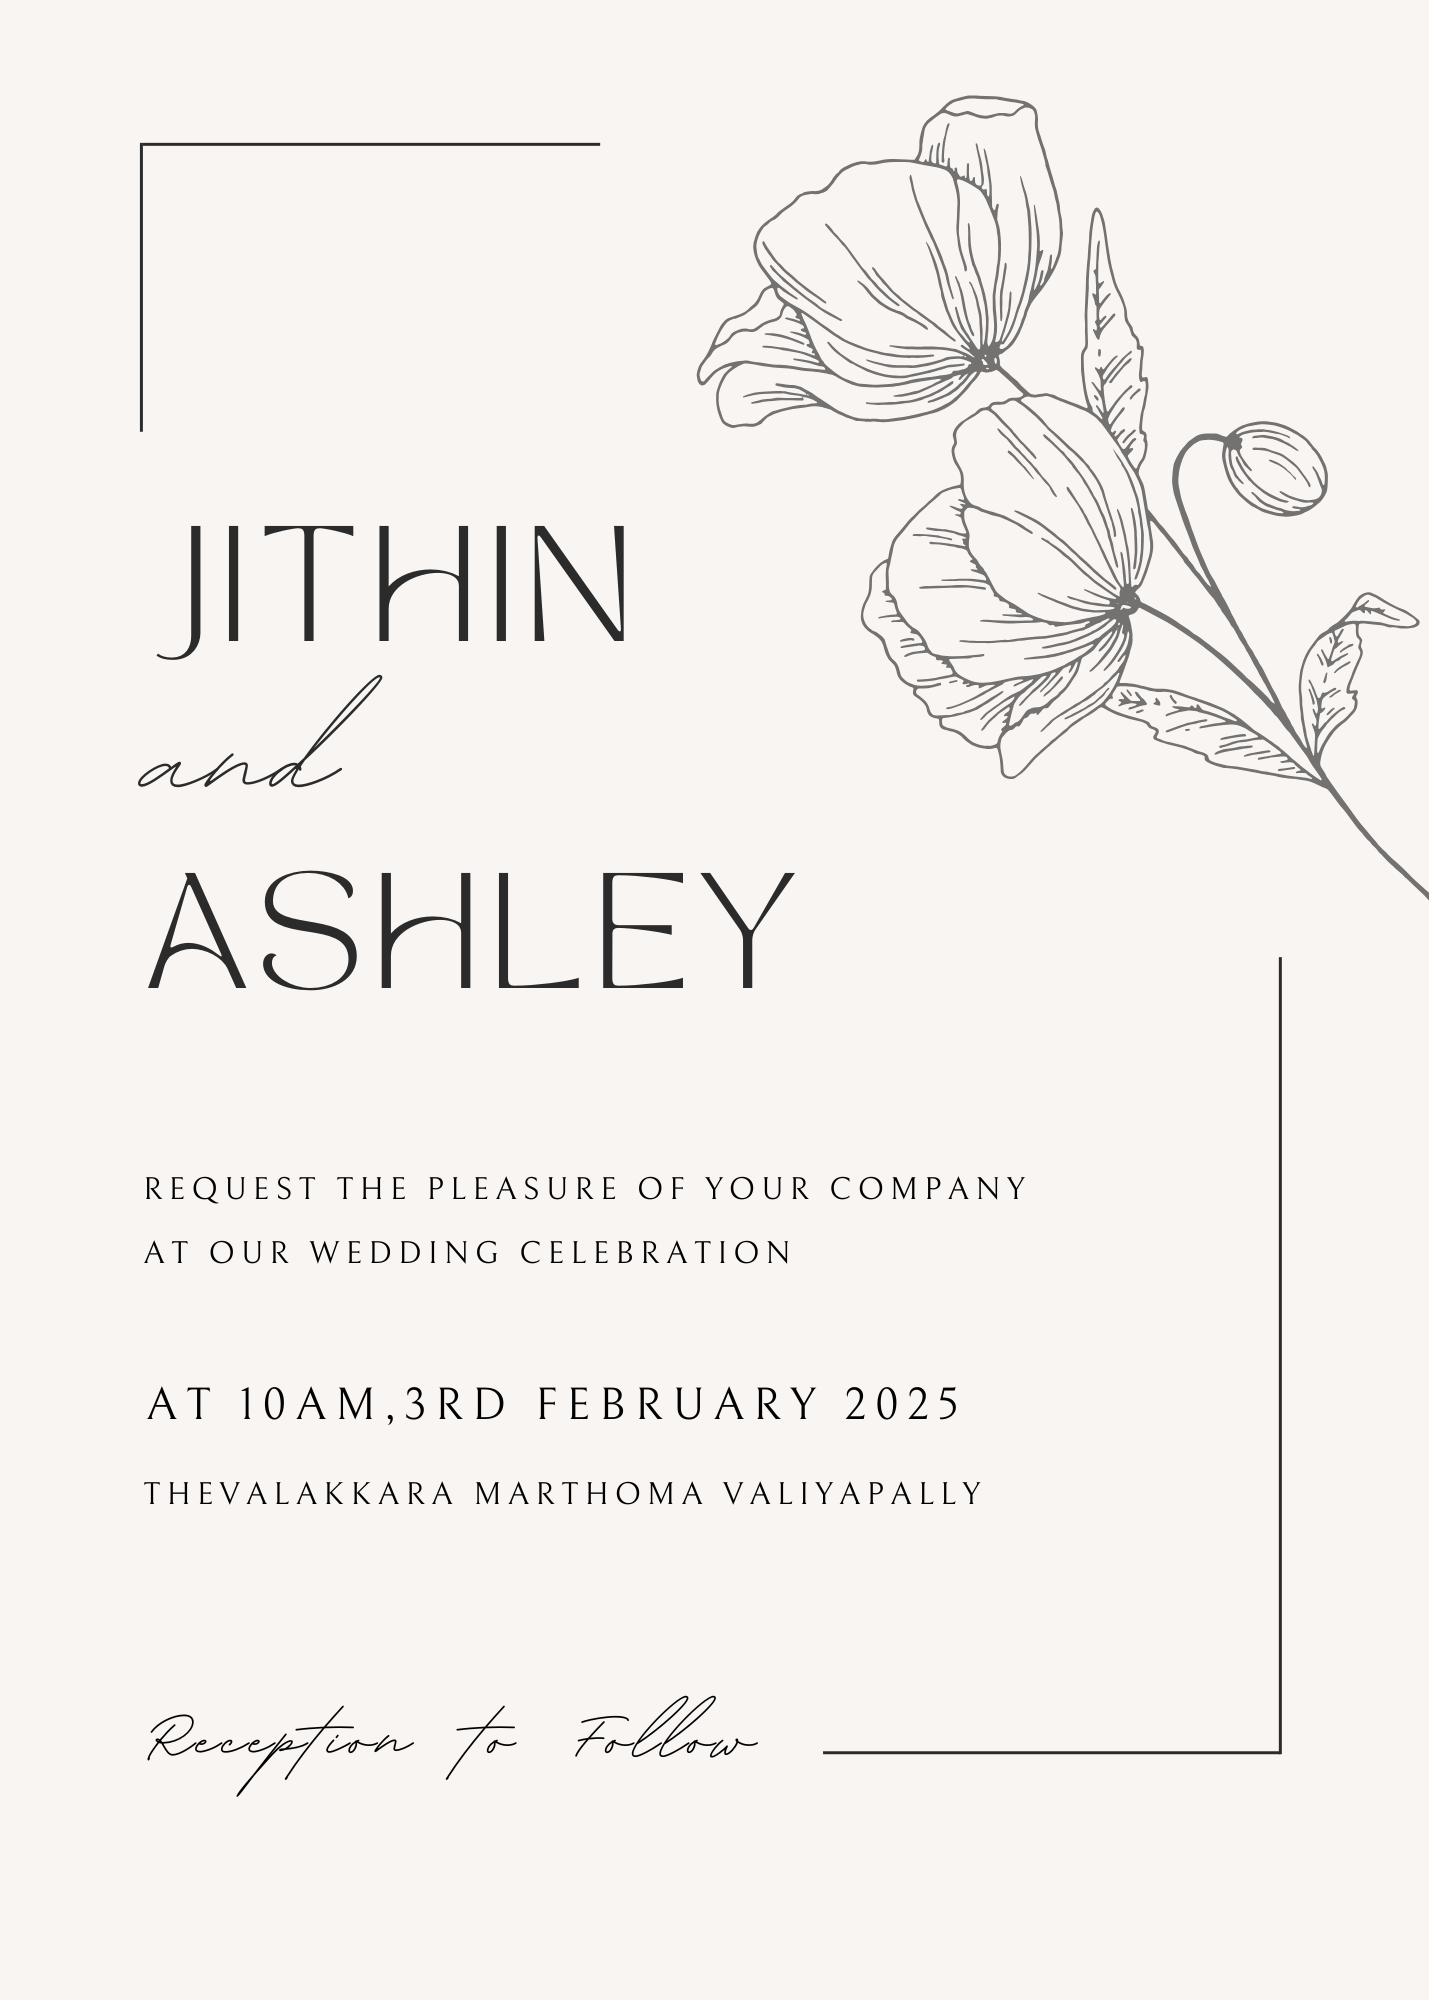 JITHIN
and
ASHLEY
REQUEST THE PLEASURE OF YOUR COMPANY
AT OUR WEDDING CELEBRATION
AT 10AM,3RD FEBRUARY 2025
THEVALAKKARA MARTHOMA VALIYAPALLY
Reception to Follow